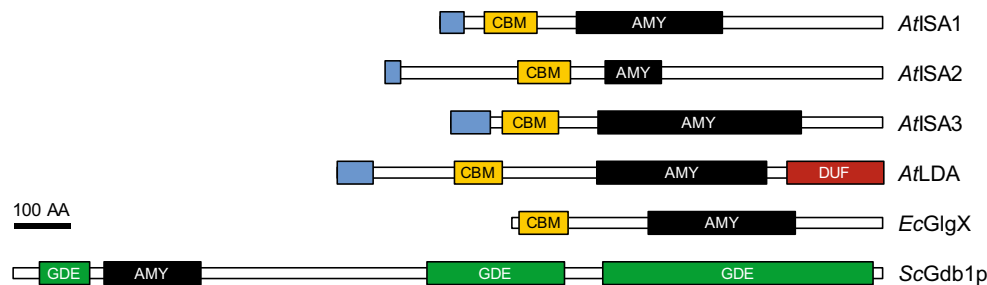 CBM AMY AtISA1
CBM AMY AtISA2
CBM AMY AtISA3
CBM AMY DUF AtLDA
100 AA
CBM AMY EcGlgX
GDE AMY GDE GDE ScGdb1p